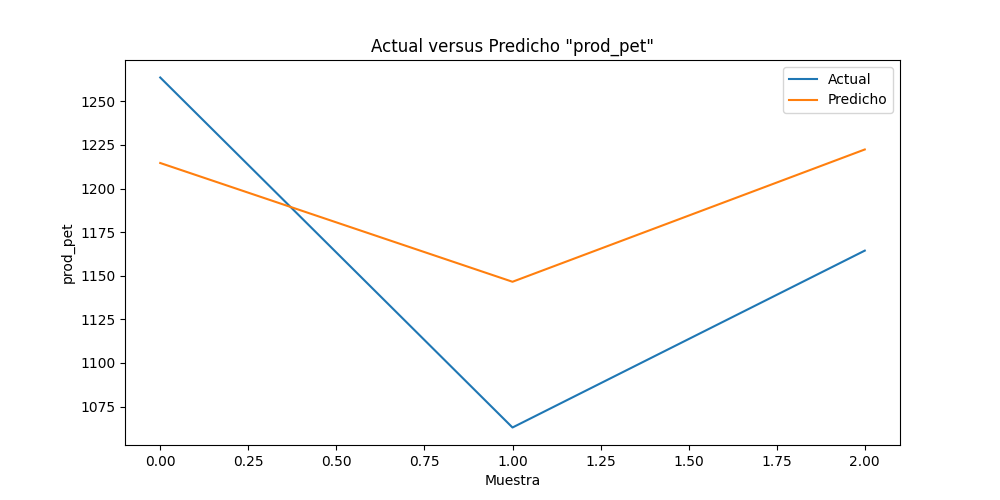 Actual versus Predicho "prod_pet"
Actual
Predicho
1250
1225
1200
1175
1150
1125
1100
1075
prod_pet
0.00 0.25 0.50 0.75 1.00 1.25 1.50 1.75 2.00
Muestra